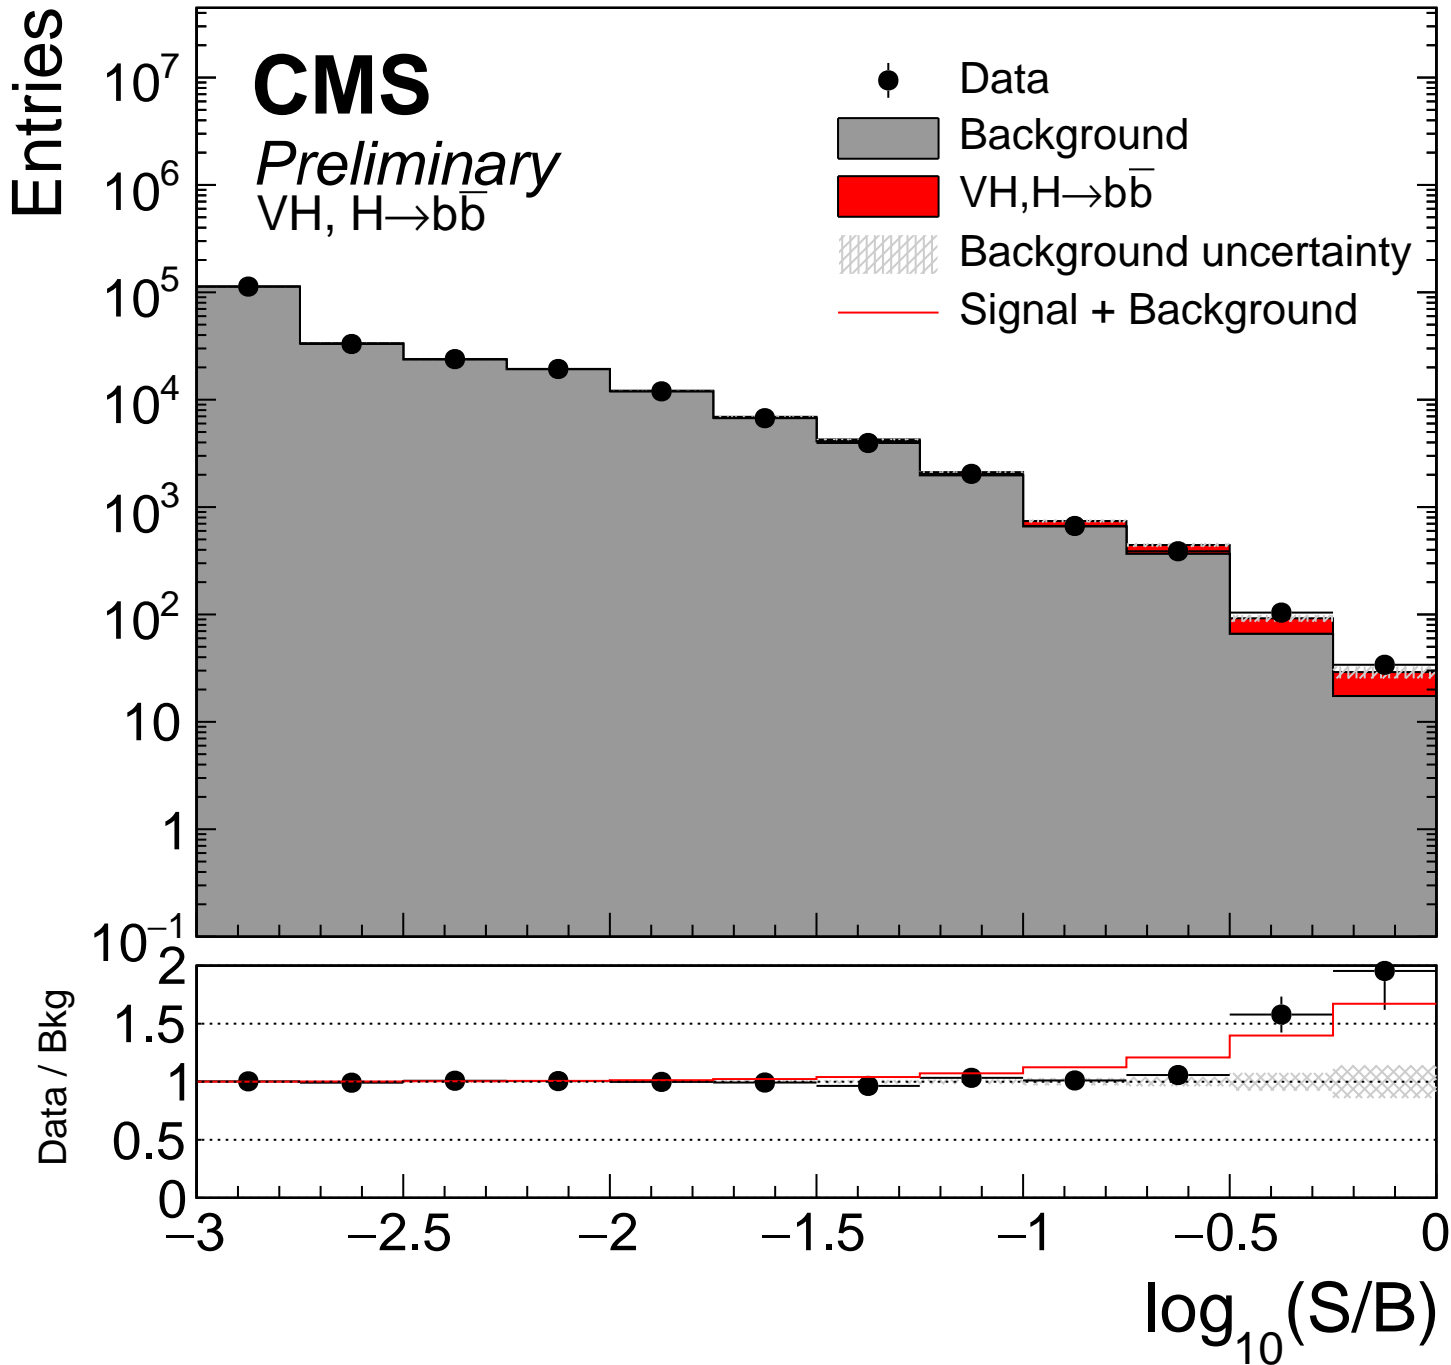 Entries
CMS
Preliminary
VH, H→bb̅
Data
Background
VH,H→bb̅
Background uncertainty
Signal + Background
10⁷
10⁶
10⁵
10⁴
10³
10²
10
1
10⁻¹
Data / Bkg
2
1.5
1
0.5
0
−3
−2.5
−2
−1.5
−1
−0.5
0
log₁₀(S/B)